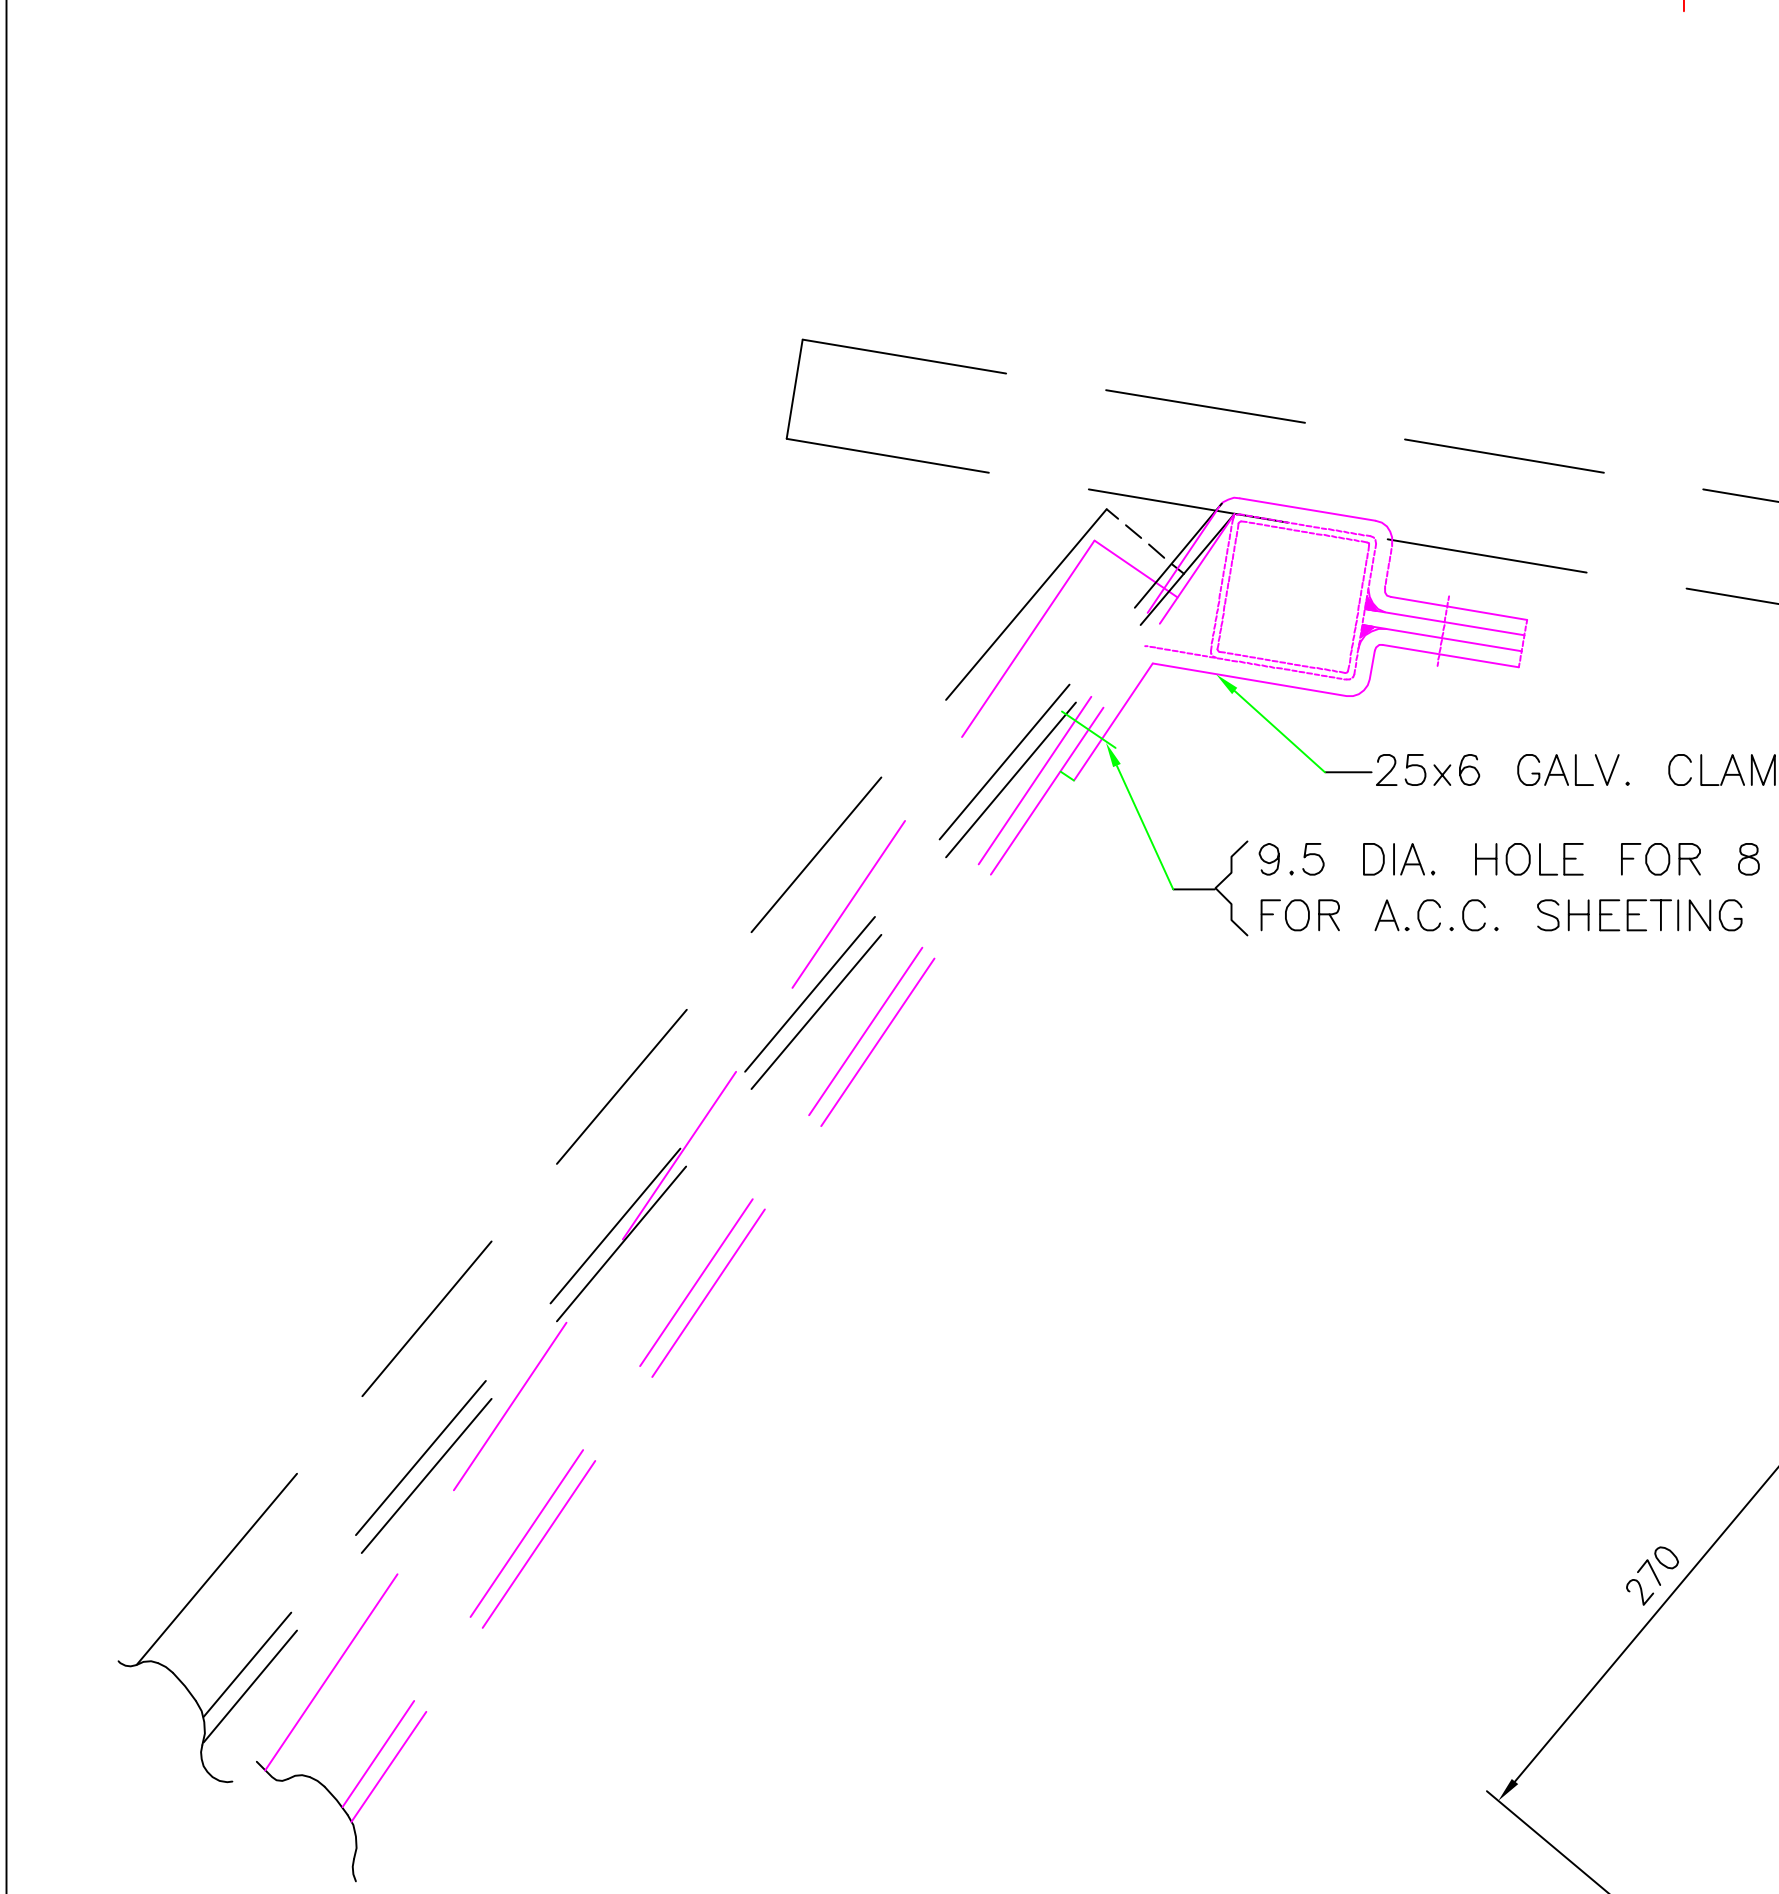 25x6 GALV. CLAM
9.5 DIA. HOLE FOR 8
FOR A.C.C. SHEETING
270